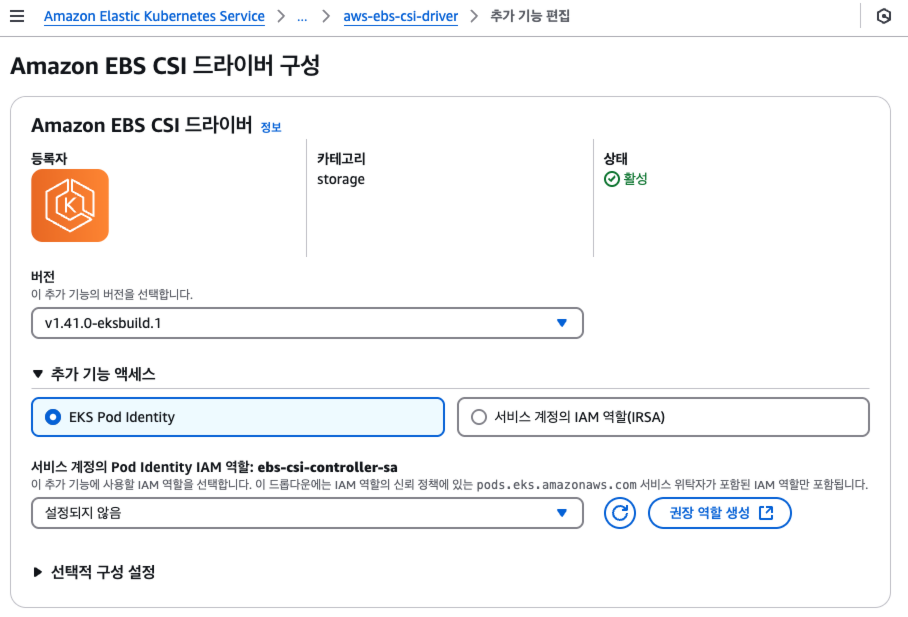 Amazon Elastic Kubernetes Service > ... > aws-ebs-csi-driver > 추가 기능 편집
Amazon EBS CSI 드라이버 구성
Amazon EBS CSI 드라이버 정보
등록자
카테고리
storage
상태
활성
버전
이 추가 기능의 버전을 선택합니다.
v1.41.0-eksbuild.1
추가 기능 액세스
EKS Pod Identity
서비스 계정의 IAM 역할(IRSA)
서비스 계정의 Pod Identity IAM 역할: ebs-csi-controller-sa
이 추가 기능에 사용할 IAM 역할을 선택합니다. 이 드롭다운에는 IAM 역할의 신뢰 정책에 있는 pods.eks.amazonaws.com 서비스 위탁자가 포함된 IAM 역할만 포함됩니다.
설정되지 않음
권장 역할 생성
선택적 구성 설정